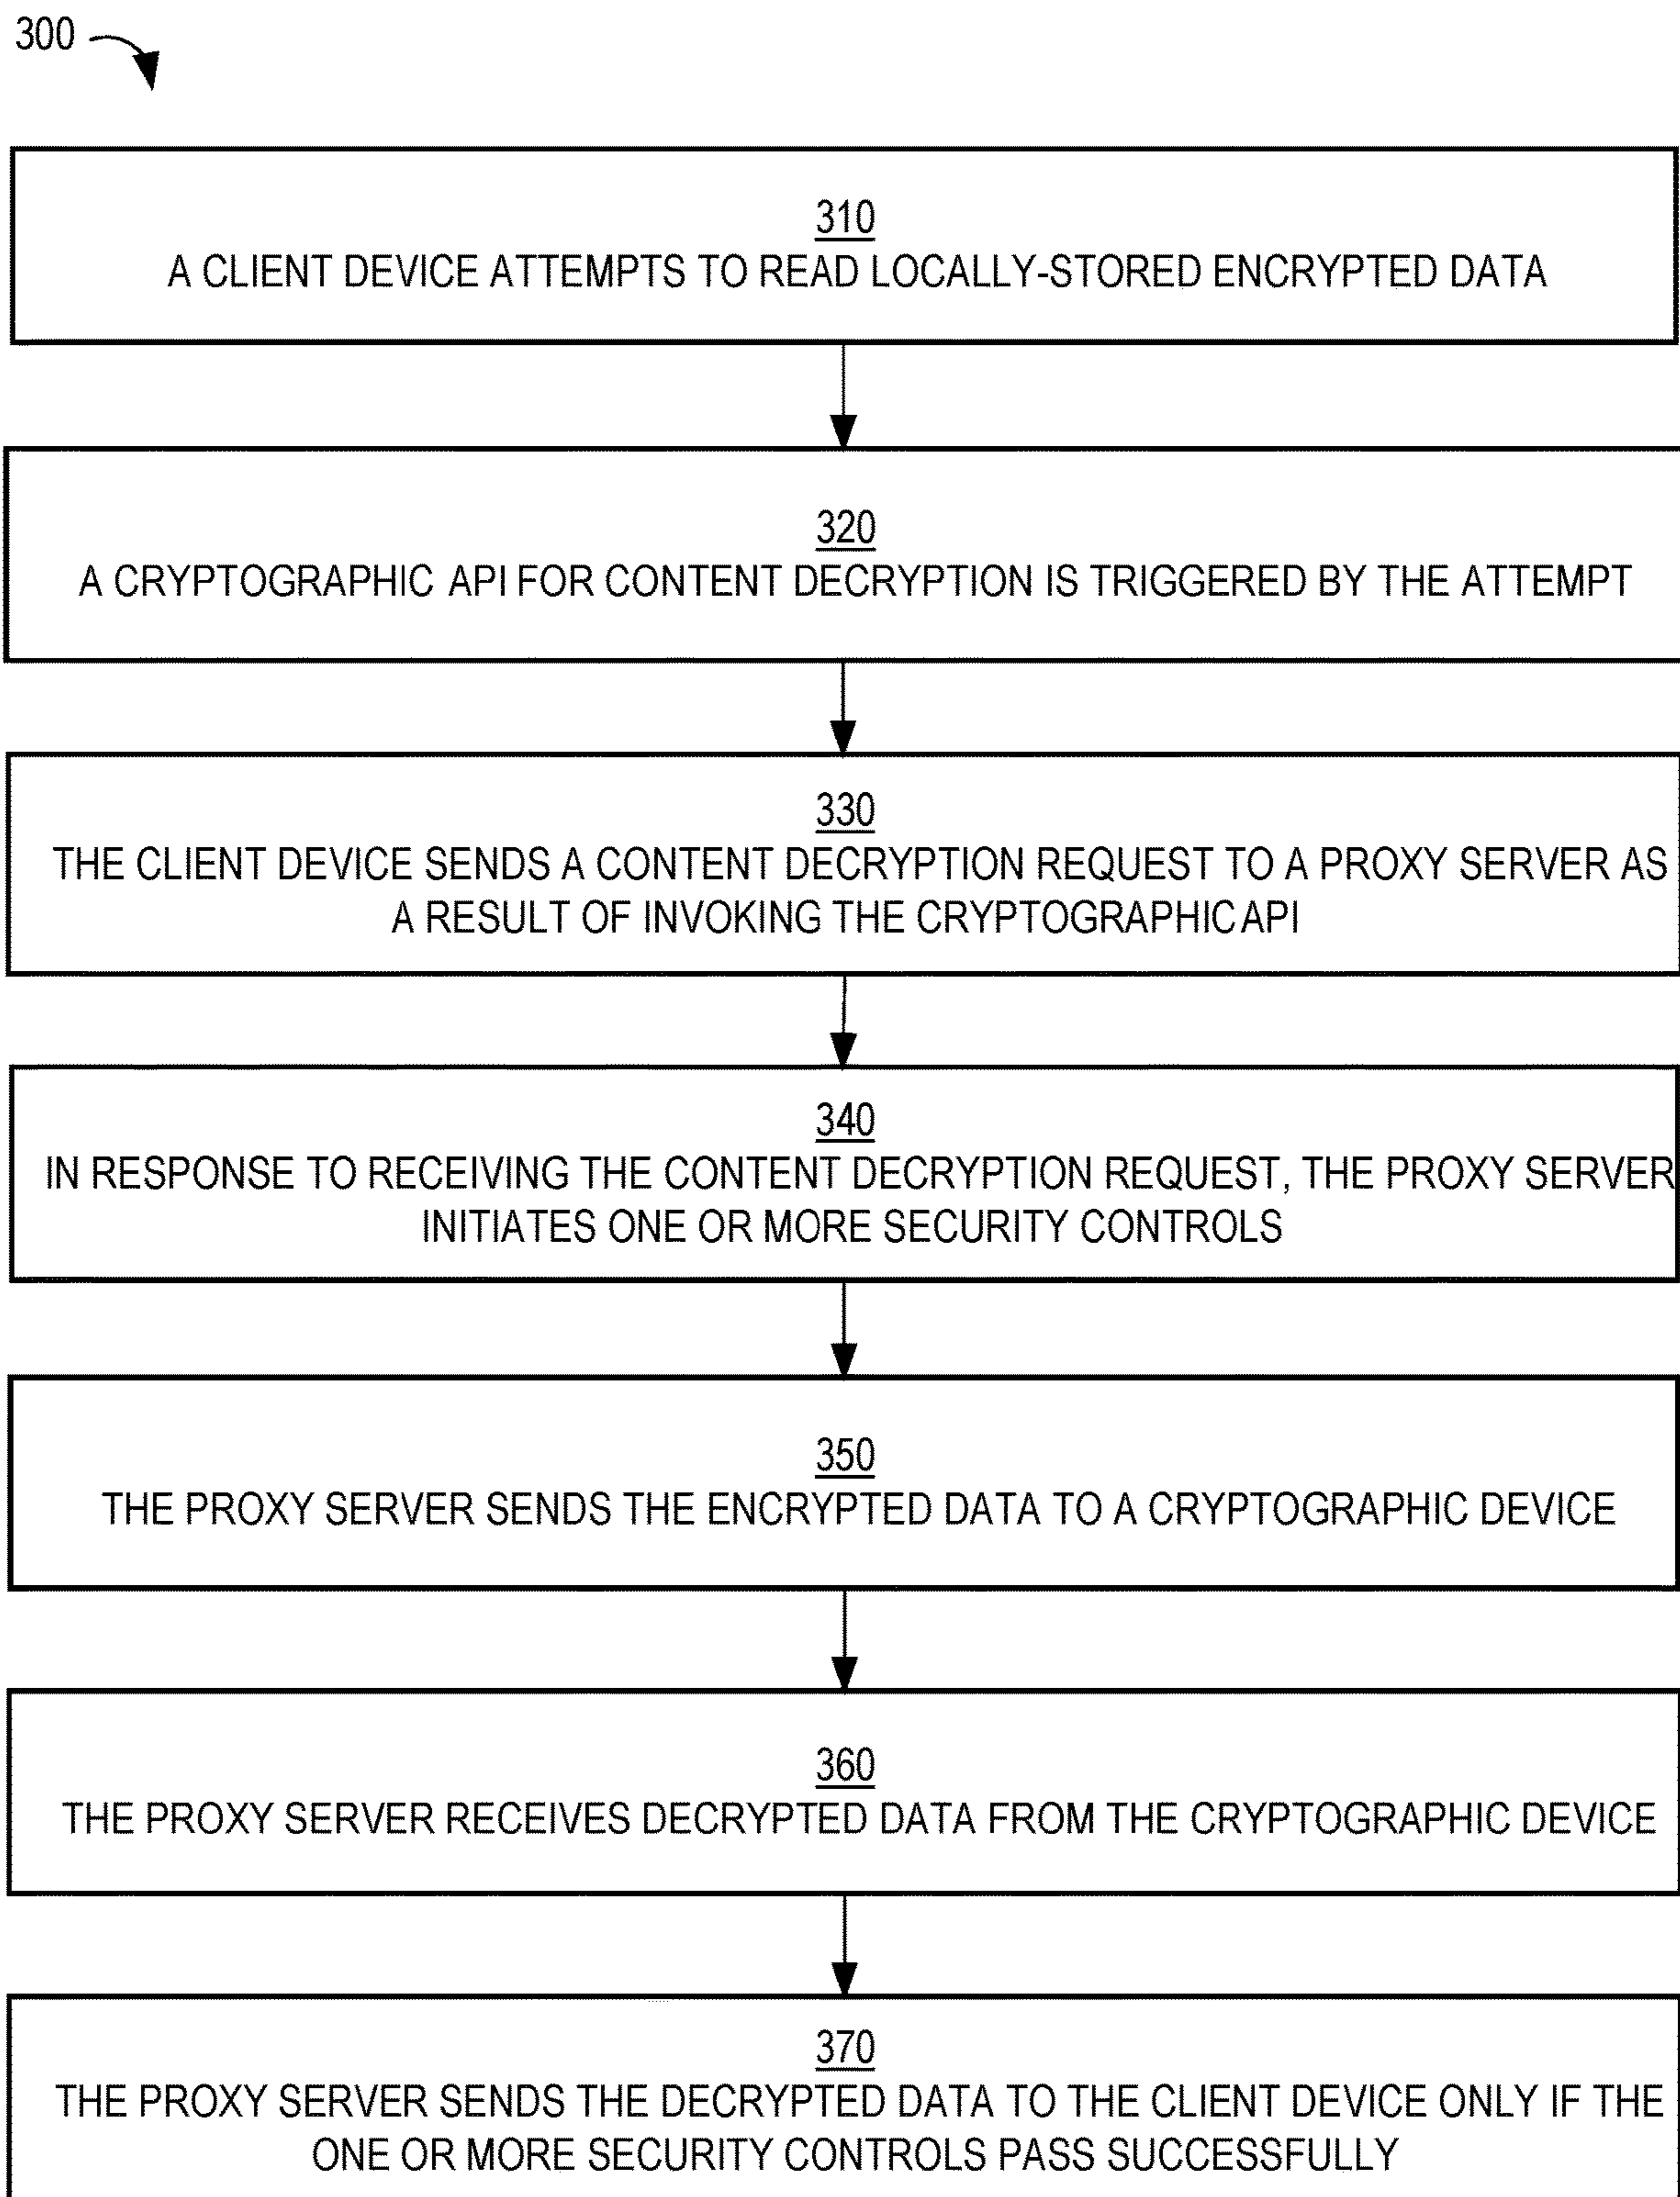 300
310
A CLIENT DEVICE ATTEMPTS TO READ LOCALLY-STORED ENCRYPTED DATA
320
A CRYPTOGRAPHIC API FOR CONTENT DECRYPTION IS TRIGGERED BY THE ATTEMPT
330
THE CLIENT DEVICE SENDS A CONTENT DECRYPTION REQUEST TO A PROXY SERVER AS
A RESULT OF INVOKING THE CRYPTOGRAPHIC API
340
IN RESPONSE TO RECEIVING THE CONTENT DECRYPTION REQUEST, THE PROXY SERVER
INITIATES ONE OR MORE SECURITY CONTROLS
350
THE PROXY SERVER SENDS THE ENCRYPTED DATA TO A CRYPTOGRAPHIC DEVICE
360
THE PROXY SERVER RECEIVES DECRYPTED DATA FROM THE CRYPTOGRAPHIC DEVICE
370
THE PROXY SERVER SENDS THE DECRYPTED DATA TO THE CLIENT DEVICE ONLY IF THE
ONE OR MORE SECURITY CONTROLS PASS SUCCESSFULLY